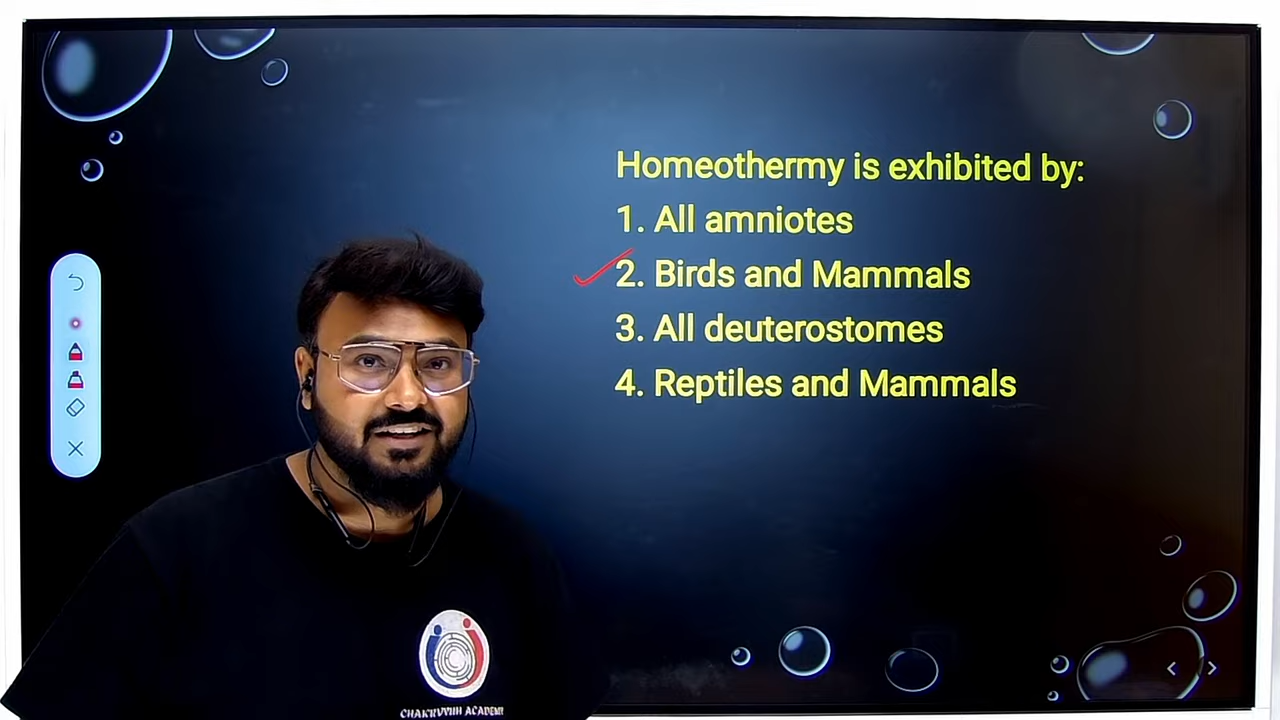 Homeothermy is exhibited by:
1. All amniotes
2. Birds and Mammals
3. All deuterostomes
4. Reptiles and Mammals
CHAKRVYUH ACADEMY